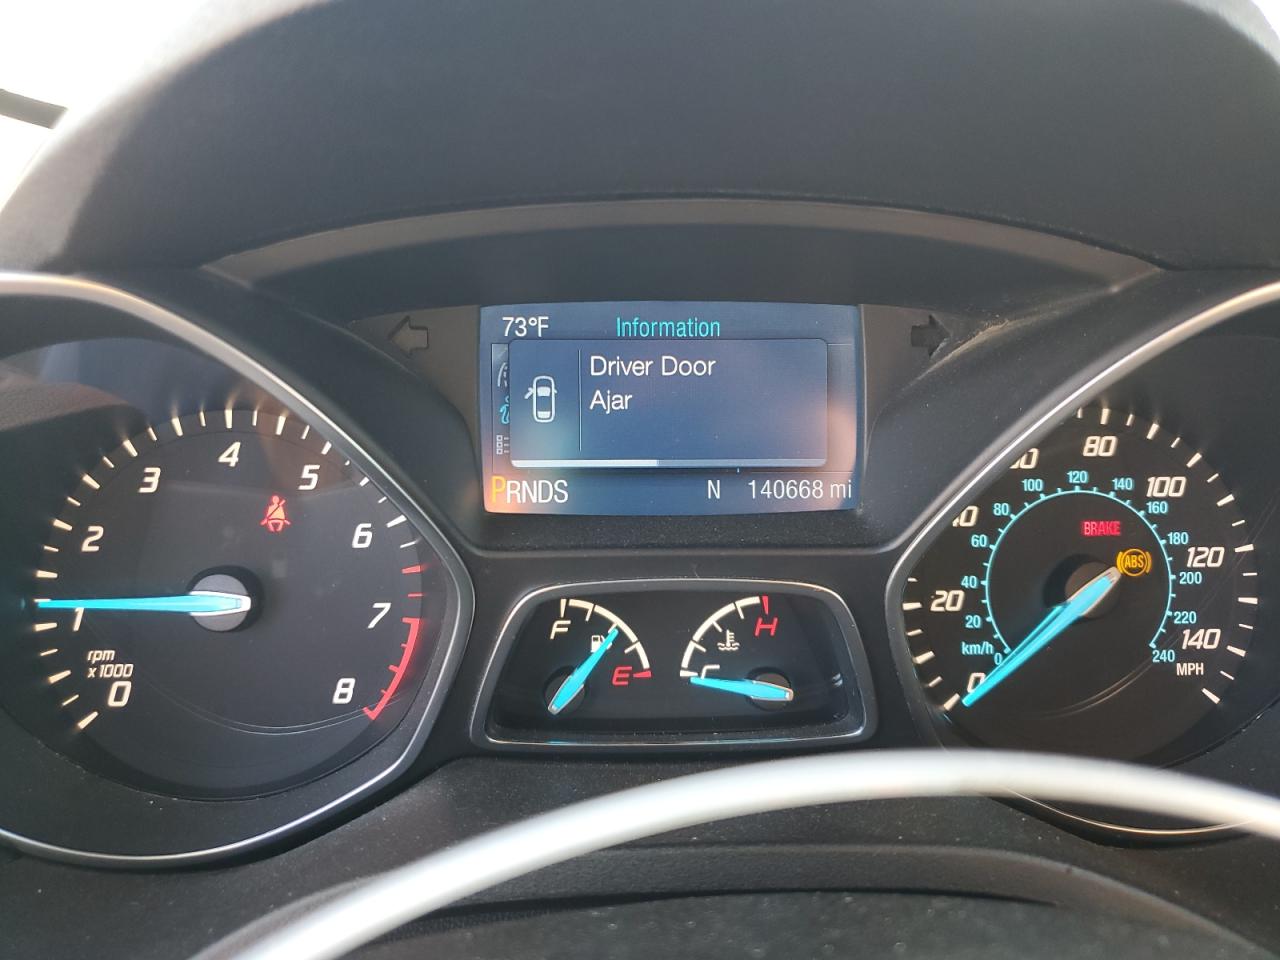 73°F Information
Driver Door
Ajar
PRNDS N 140668 mi
0 1 2 3 4 5 6 7 8
rpm
x1000
F E
C H
0 20 80 100 120 140
MPH
0 20 40 60 80 100 120 140 160 180 200 220 240
km/h
BRAKE
ABS